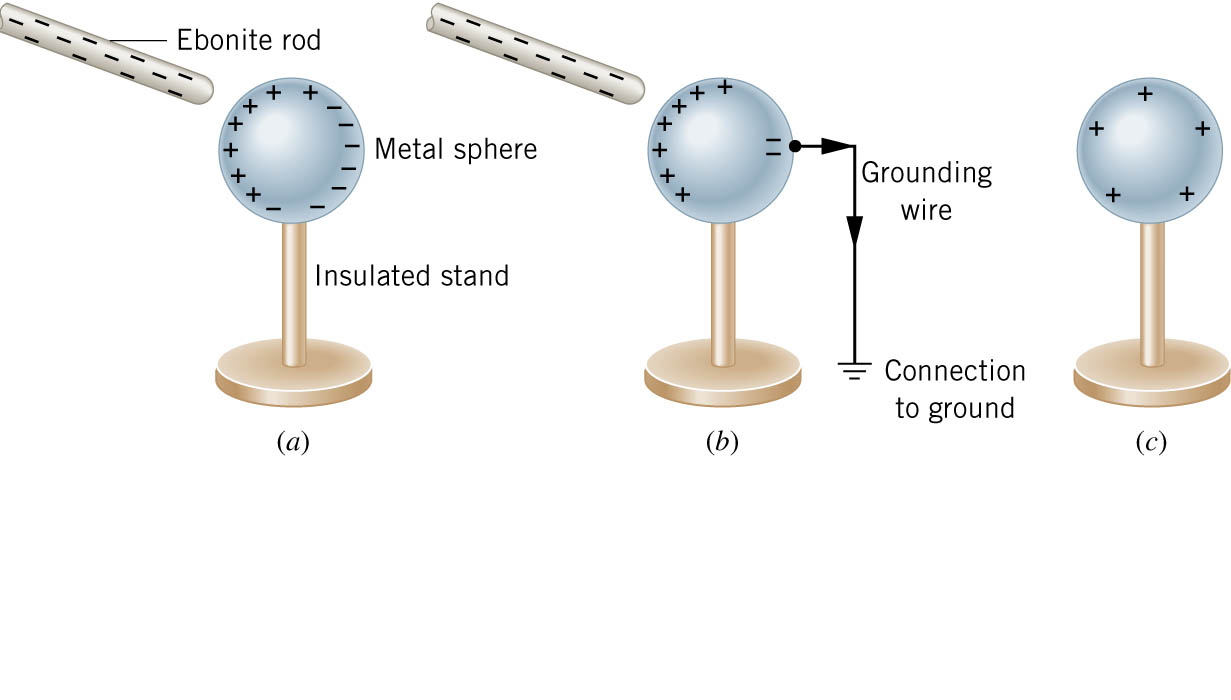 Ebonite rod
Metal sphere
Insulated stand
(a)
Grounding
wire
Connection
to ground
(b)
(c)